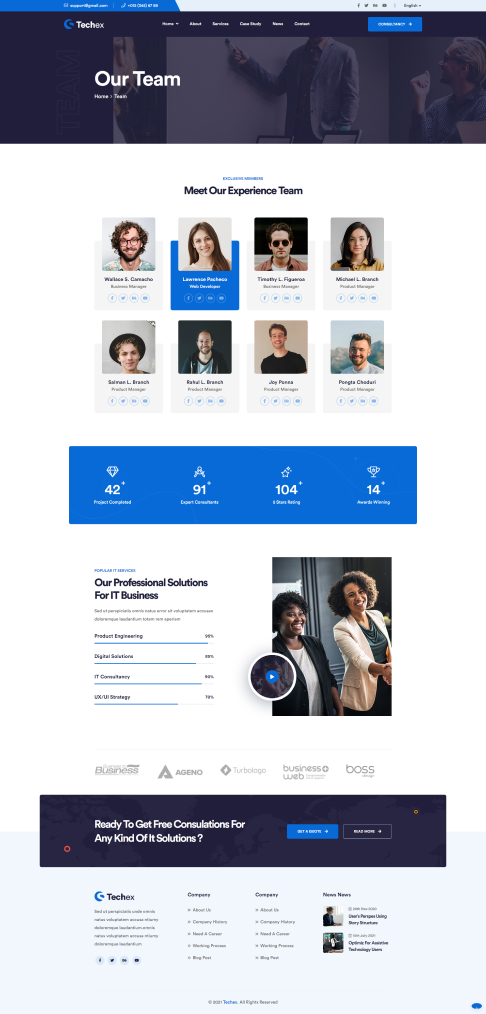 support@gmail.com
+012 (345) 67 89
English
Techex
Home
About
Services
Case Study
News
Contact
CONSULTANCY
TEAM
Our Team
Home
Team
EXCLUSIVE MEMBERS
Meet Our Experience Team
Wallace S. Camacho
Business Manager
Lawrence Pacheco
Web Developer
Timothy L. Figueroa
Business Manager
Michael L. Branch
Product Manager
Salman L. Branch
Product Manager
Rahul L. Branch
Product Manager
Joy Ponna
Product Manager
Pongta Choduri
Product Manager
42+
Project Completed
91+
Expert Consultants
104+
5 Stars Rating
14+
Awards Winning
POPULAR IT SERVICES
Our Professional Solutions
For IT Business
Sed ut perspiciatis omnis natus error sit voluptatem accusan
doloremque laudantium totam rem aperiam
Product Engineering
95%
Digital Solutions
85%
IT Consultancy
90%
UX/UI Strategy
70%
Business
AGENO
Turbologo
business
web
boss
design
Ready To Get Free Consulations For
Any Kind Of It Solutions ?
GET A QUOTE
READ MORE
Techex
Sed ut perspiciatis unde omnis
natus voluptatem accusa ntiumy
doloremque laudantium.omnis
natus voluptatem accusa ntiumy
doloremque laudantium
Company
About Us
Company History
Need A Career
Working Process
Blog Post
Company
About Us
Company History
Need A Career
Working Process
Blog Post
News News
2020
User's Perspex Using
Story Structure
July 2021
Optimiz For Assistive
Technology Users
© 2021 Techex. All Rights Reserved